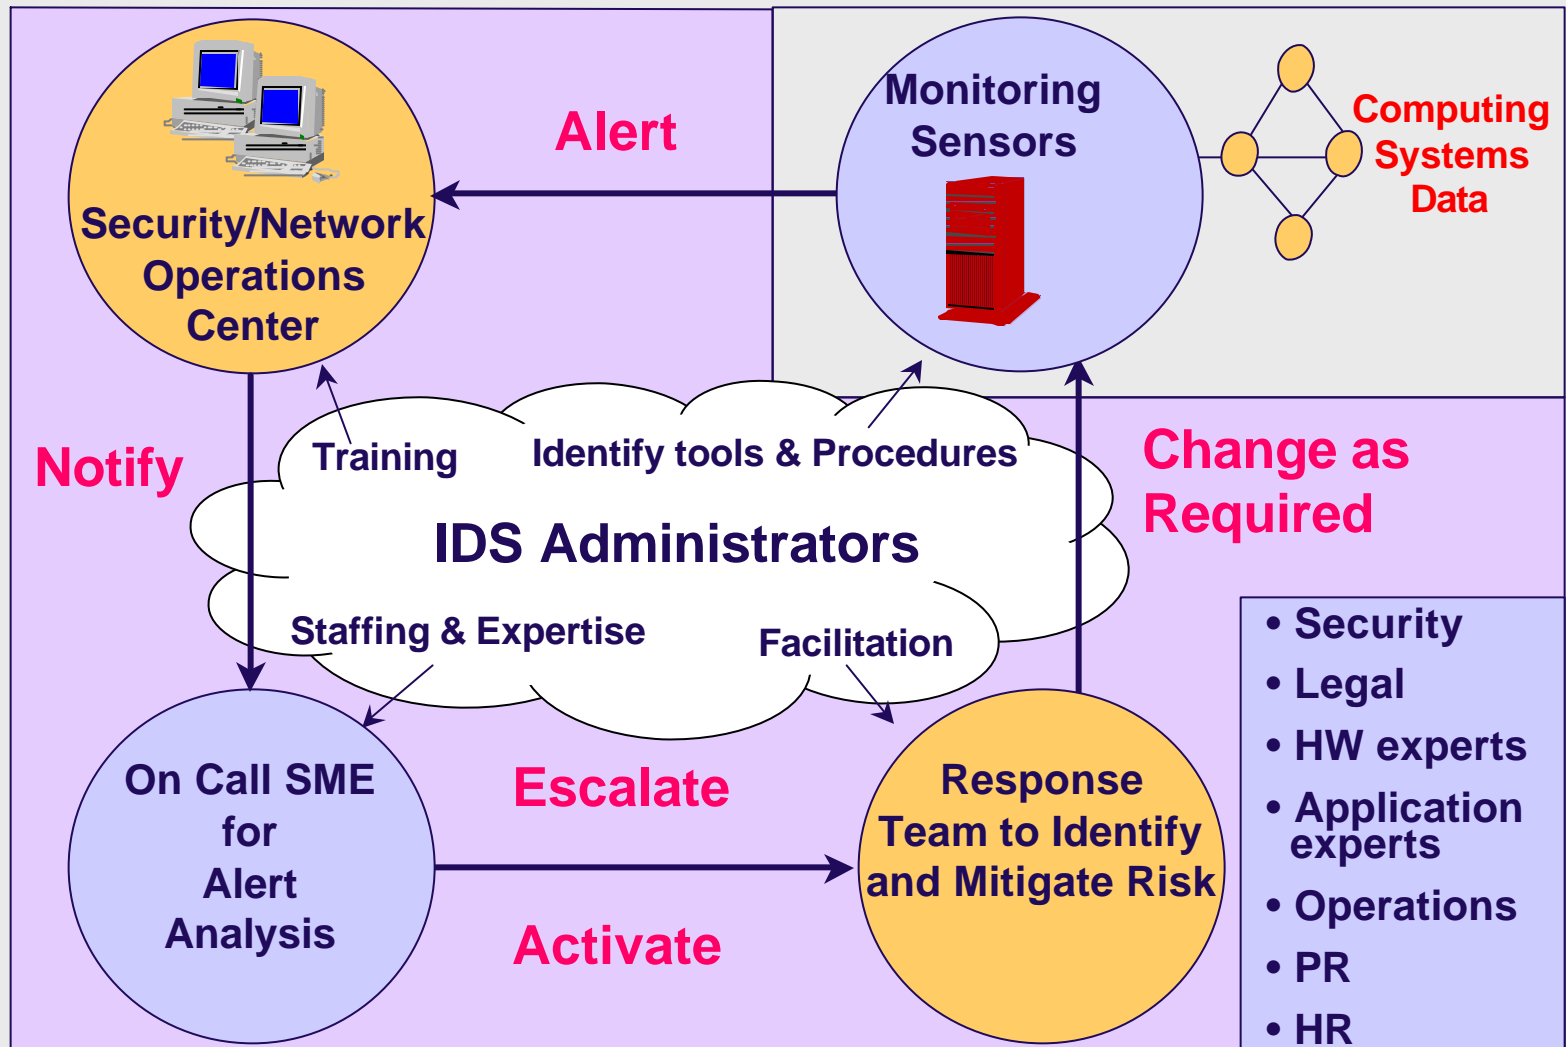 Monitoring
Sensors
Computing
Systems
Data
Alert
Security/Network
Operations
Center
Notify
Training
Identify tools & Procedures
Change as
Required
IDS Administrators
Staffing & Expertise
Facilitation
On Call SME
for
Alert
Analysis
Escalate
Activate
Response
Team to Identify
and Mitigate Risk
• Security
• Legal
• HW experts
• Application
experts
• Operations
• PR
• HR